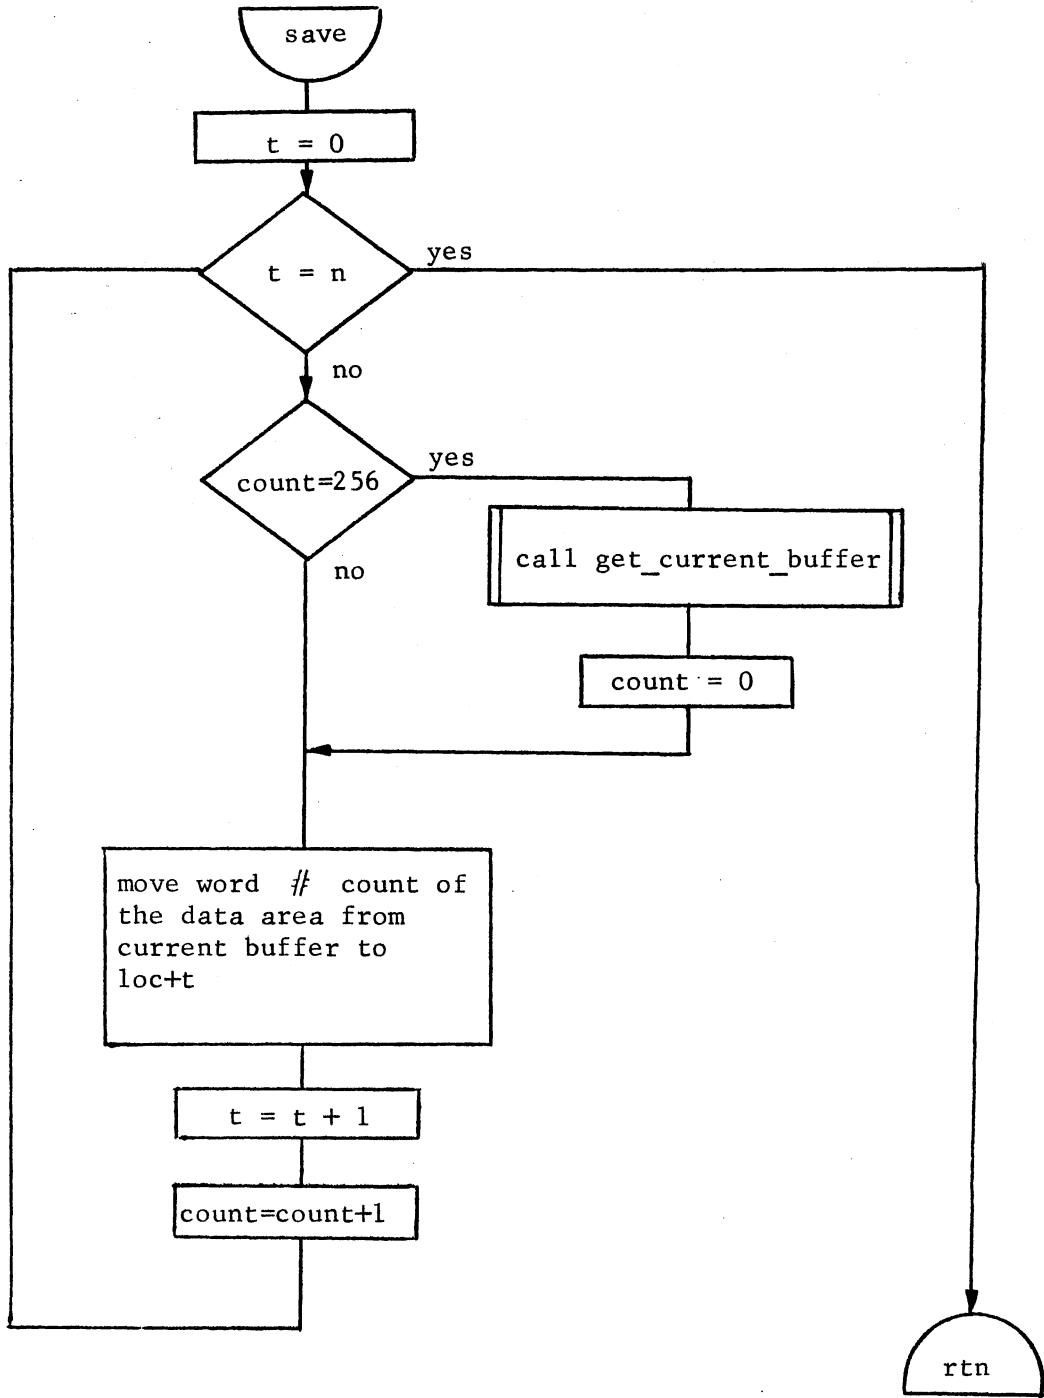 save
t = 0
t = n
yes
no
count=256
yes
no
call get_current_buffer
count = 0
move word # count of
the data area from
current buffer to
loc+t
t = t + 1
count=count+1
rtn